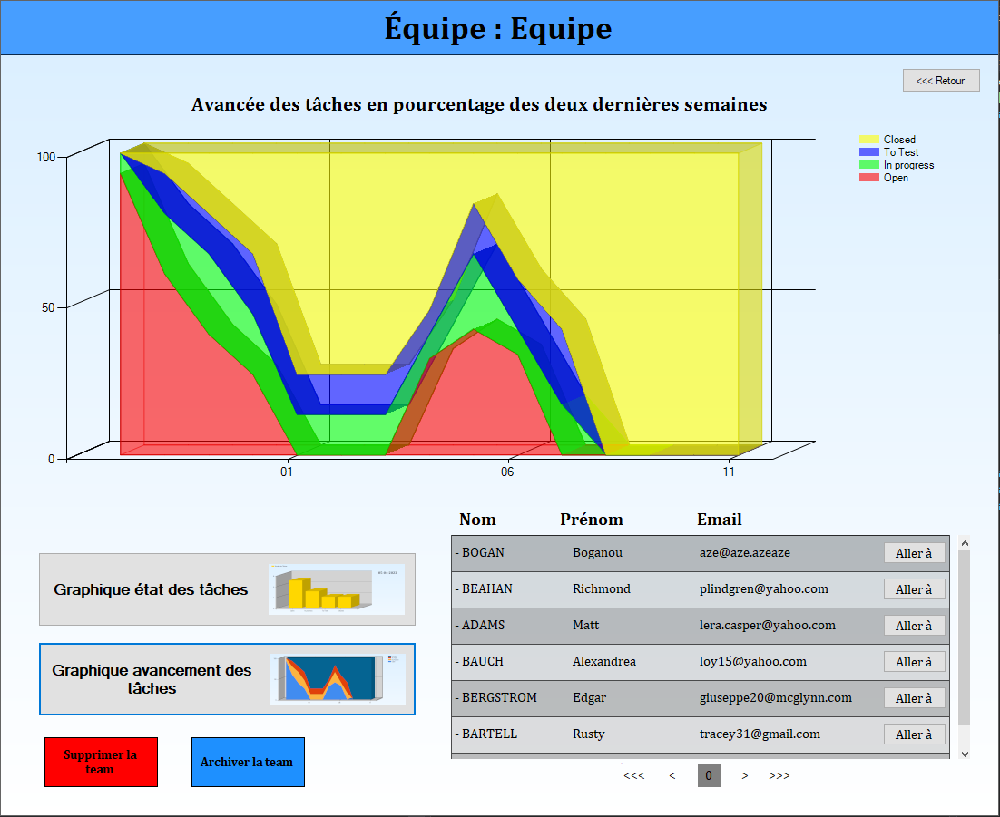 Équipe : Equipe
<<< Retour
Avancée des tâches en pourcentage des deux dernières semaines
Closed
To Test
In progress
Open
100
50
0
01 06 11
Nom Prénom Email
- BOGAN Boganou aze@aze.azeaze Aller à
- BEAHAN Richmond plindgren@yahoo.com Aller à
- ADAMS Matt lera.casper@yahoo.com Aller à
- BAUCH Alexandrea loy15@yahoo.com Aller à
- BERGSTROM Edgar giuseppe20@mcglynn.com Aller à
- BARTELL Rusty tracey31@gmail.com Aller à
<<< < 0 > >>>
Graphique état des tâches
Graphique avancement des
tâches
Supprimer la
team
Archiver la team